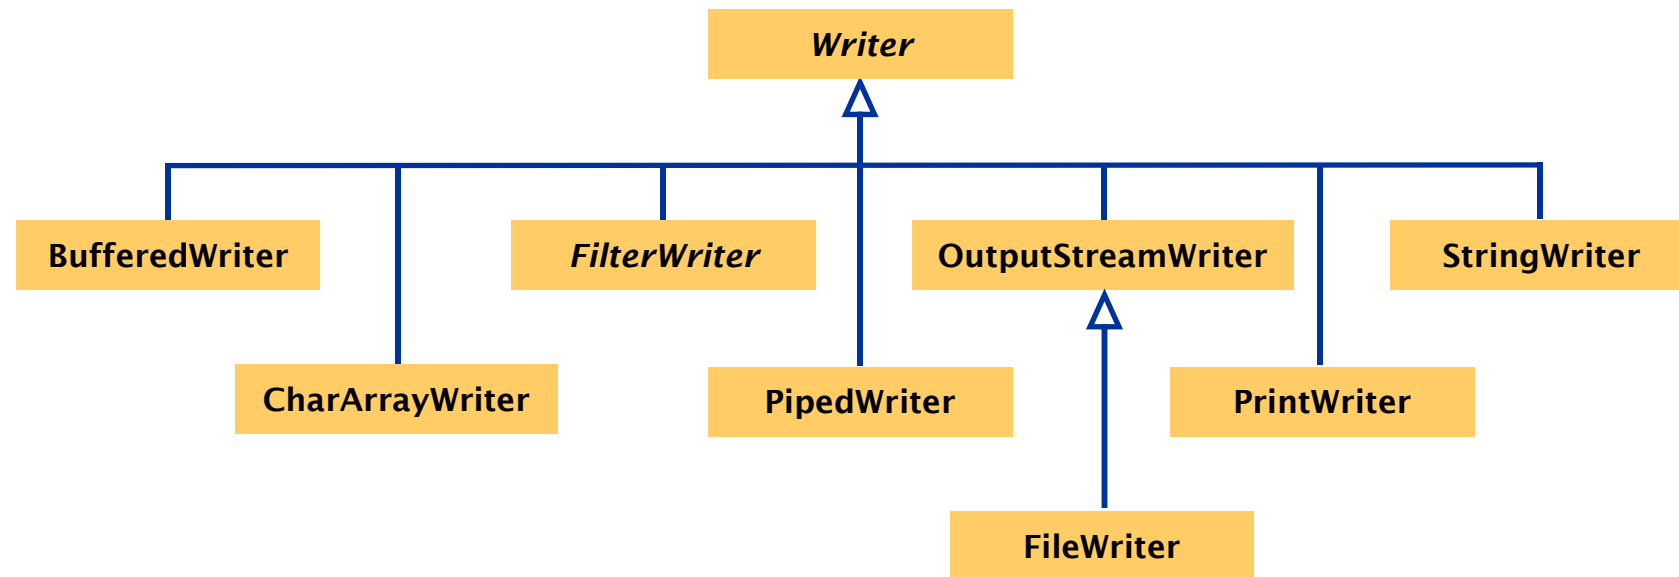 Writer
BufferedWriter
FilterWriter
OutputStreamWriter
StringWriter
CharArrayWriter
PipedWriter
PrintWriter
FileWriter